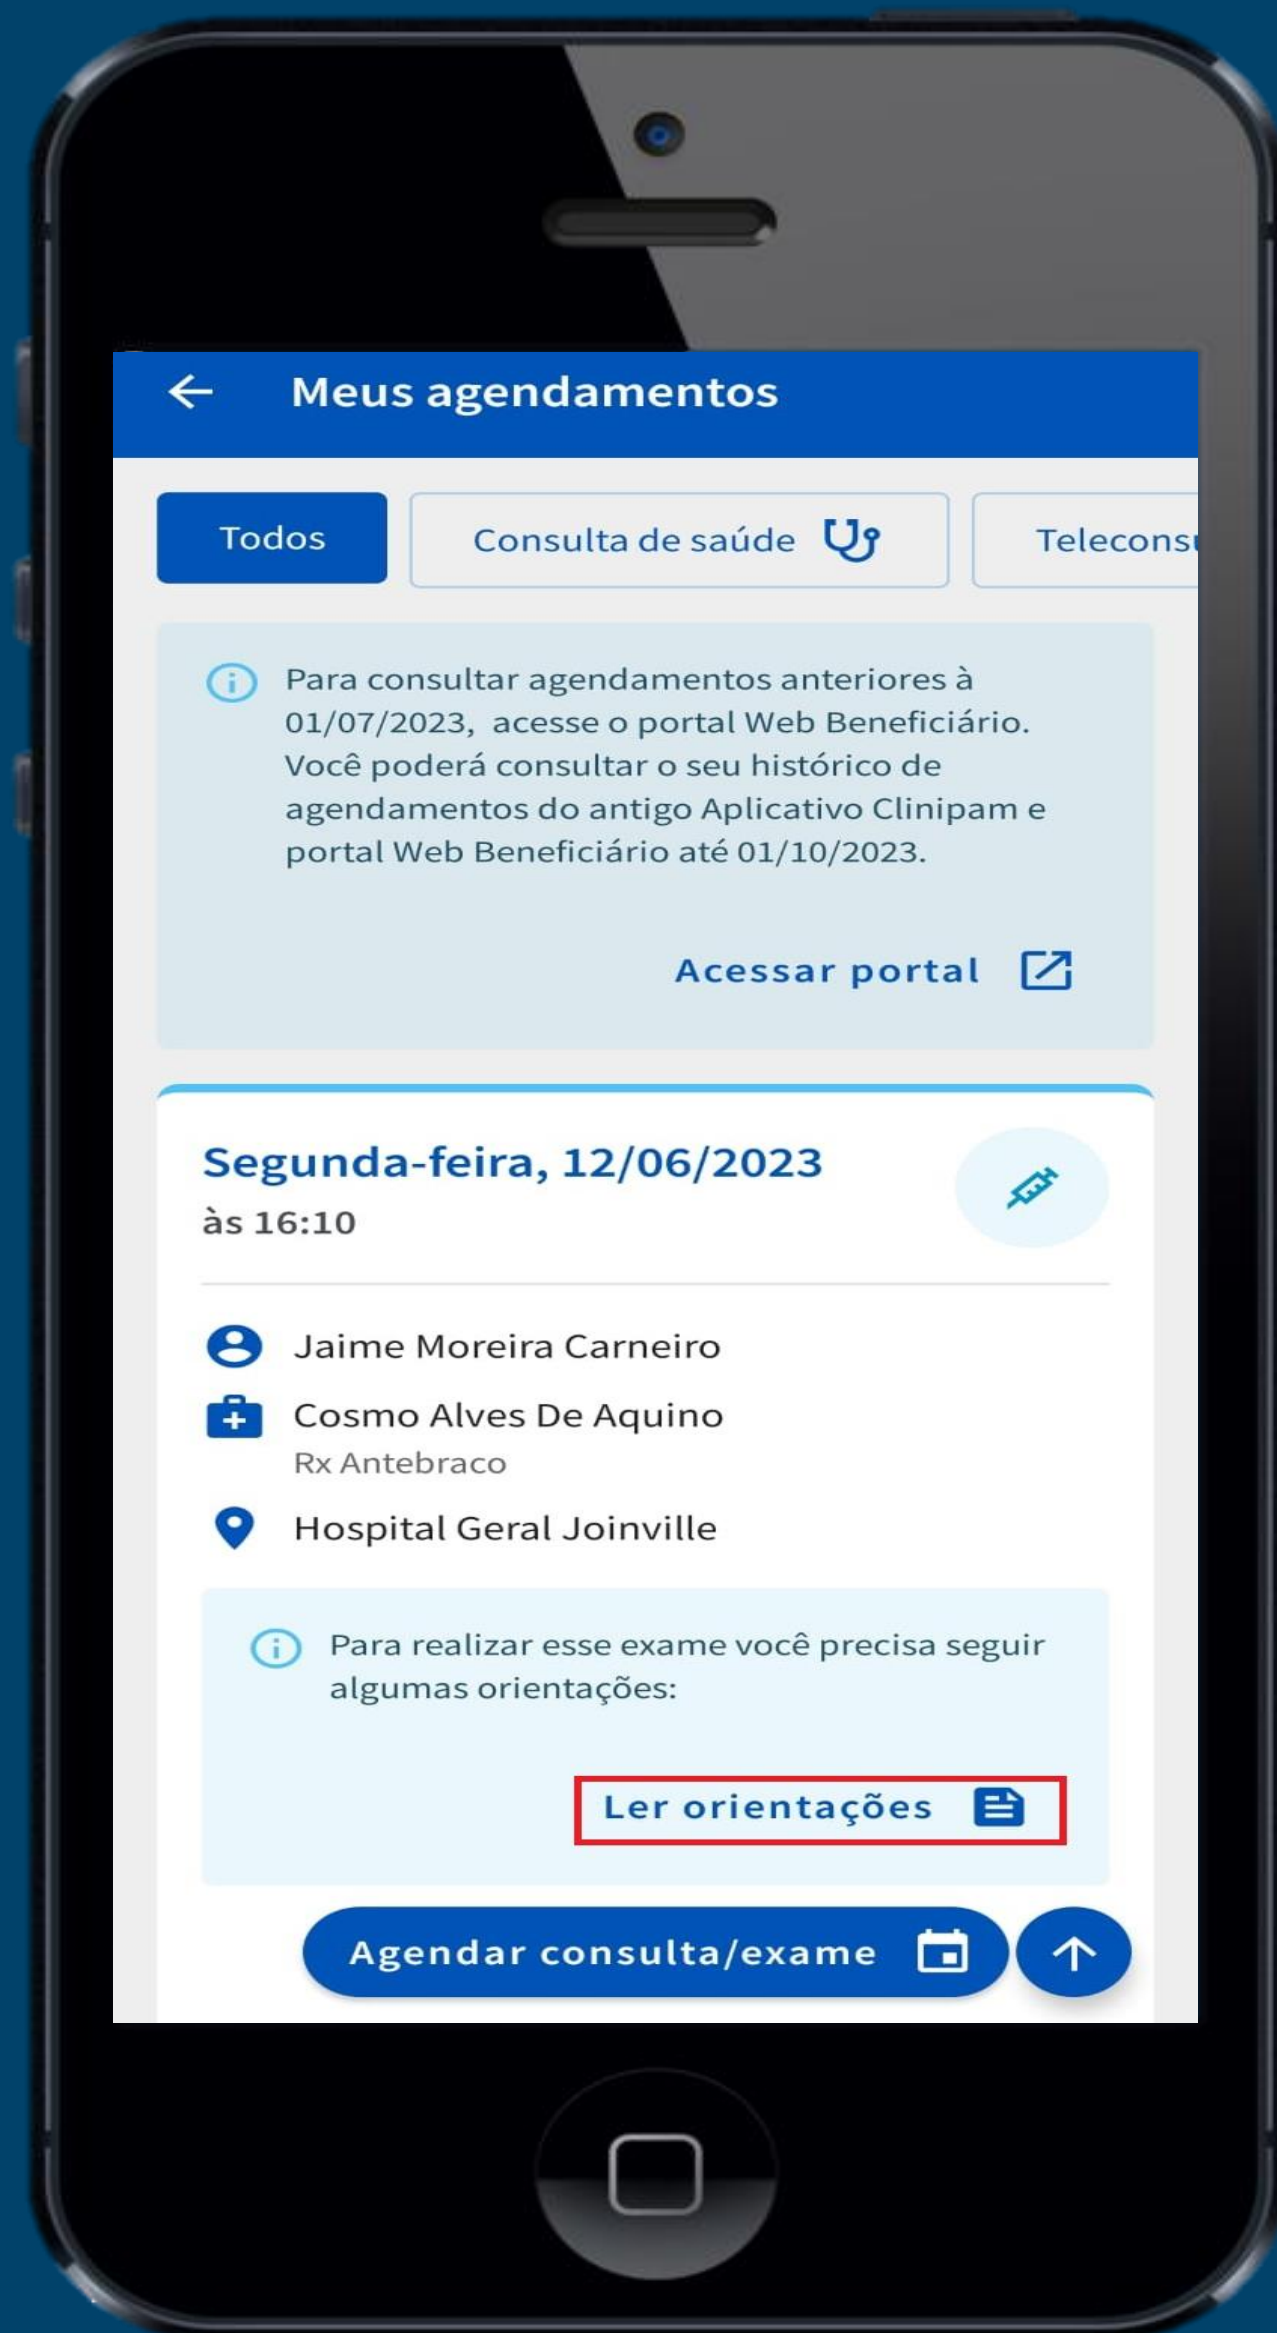 Meus agendamentos
Todos
Consulta de saúde
Telecons
Para consultar agendamentos anteriores à
01/07/2023, acesse o portal Web Beneficiário.
Você poderá consultar o seu histórico de
agendamentos do antigo Aplicativo Clinipam e
portal Web Beneficiário até 01/10/2023.
Acessar portal
Segunda-feira, 12/06/2023
às 16:10
Jaime Moreira Carneiro
Cosmo Alves De Aquino
Rx Antebraco
Hospital Geral Joinville
Para realizar esse exame você precisa seguir
algumas orientações:
Ler orientações
Agendar consulta/exame